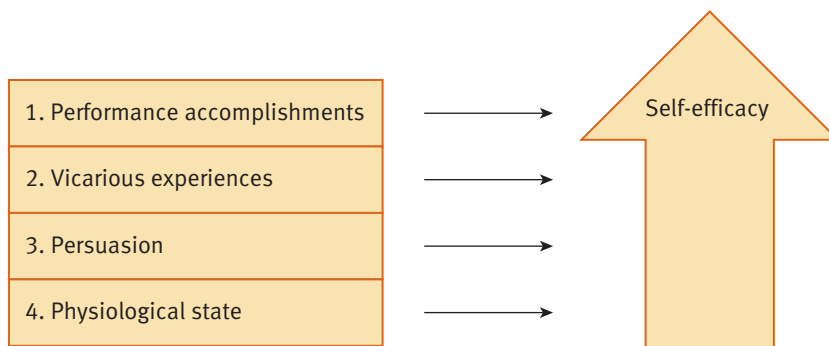 1. Performance accomplishments
Self-efficacy
2. Vicarious experiences
3. Persuasion
4. Physiological state